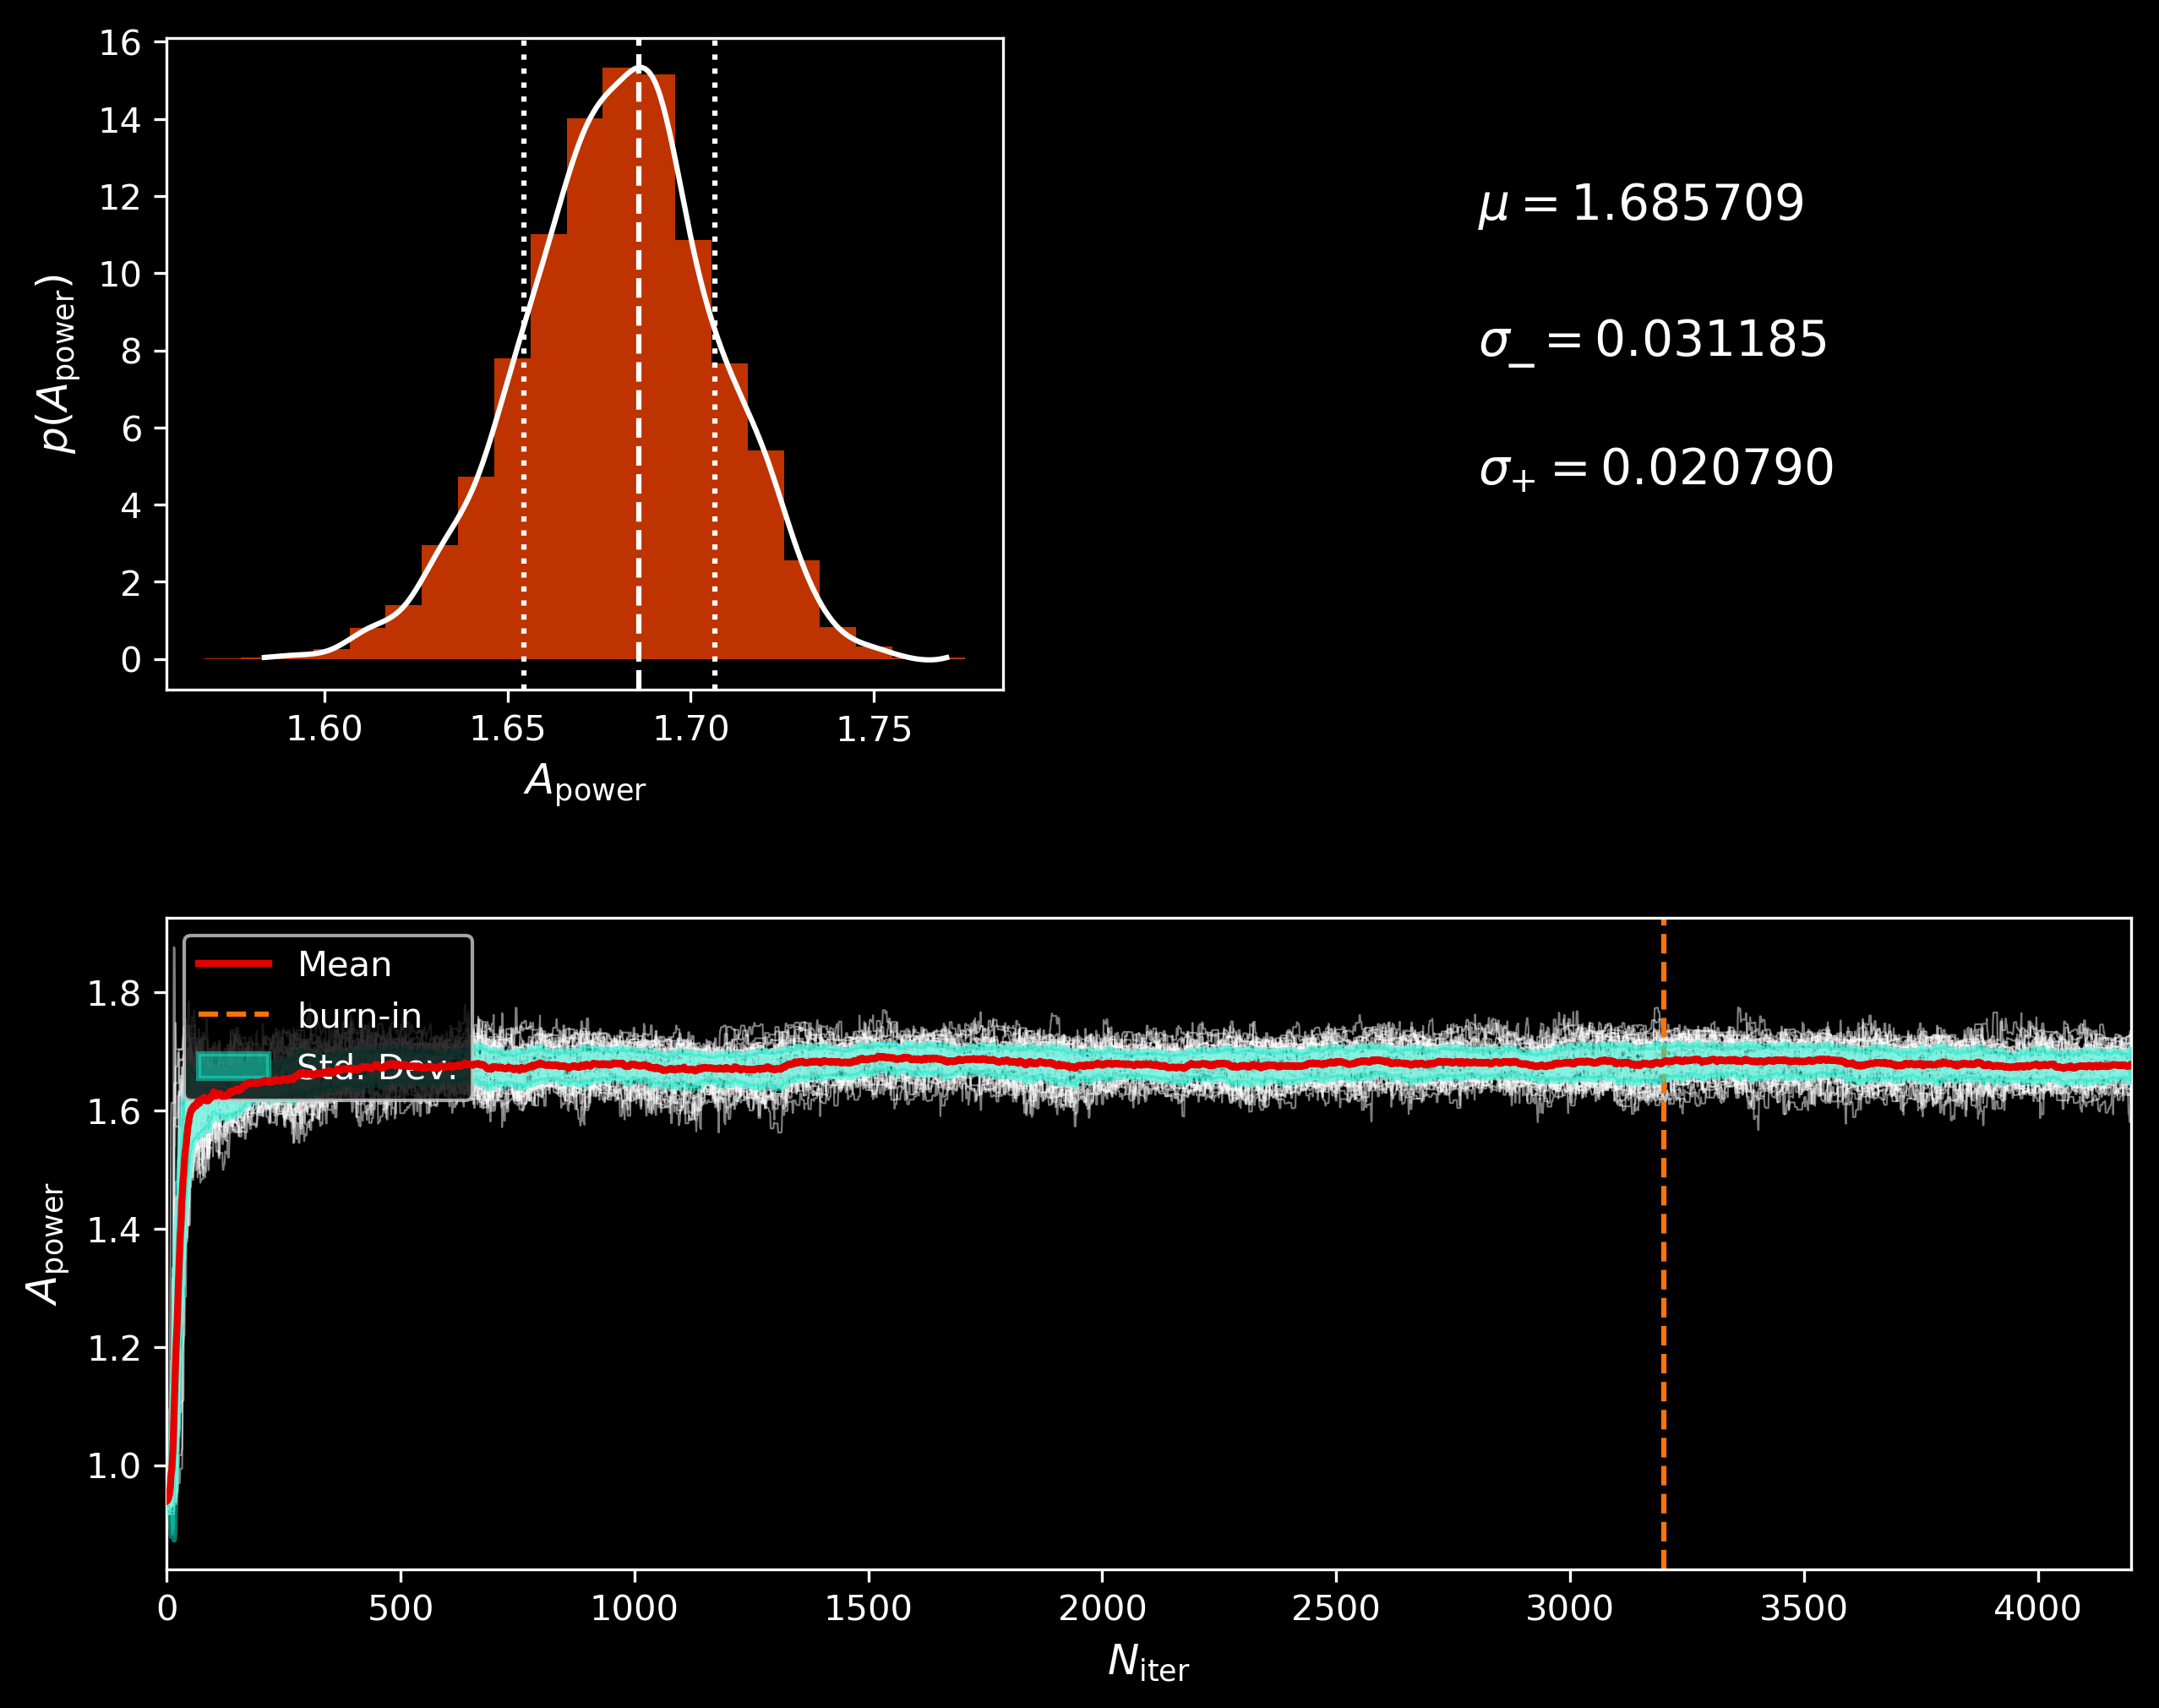 16
14
12
10
8
6
4
2
0
p(A_power)
1.60 1.65 1.70 1.75
A_power
μ = 1.685709
σ_− = 0.031185
σ_+ = 0.020790
Mean
burn-in
Std. Dev.
1.8
1.6
1.4
1.2
1.0
A_power
0 500 1000 1500 2000 2500 3000 3500 4000
N_iter